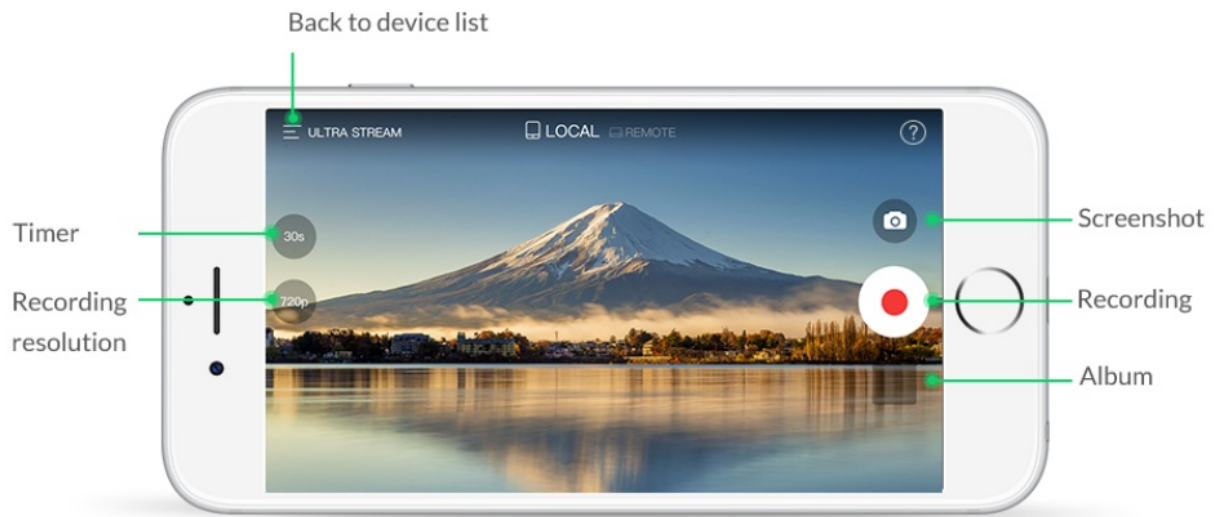 Back to device list
ULTRA STREAM
LOCAL
REMOTE
?
Timer
30s
Screenshot
Recording
resolution
720p
Recording
Album